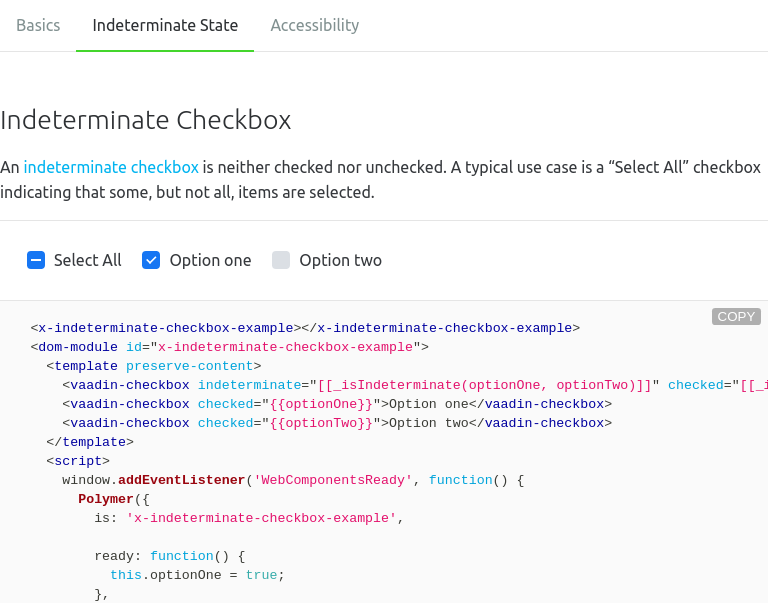 Basics Indeterminate State Accessibility
Indeterminate Checkbox
An indeterminate checkbox is neither checked nor unchecked. A typical use case is a “Select All” checkbox
indicating that some, but not all, items are selected.
Select All Option one Option two
COPY
<x-indeterminate-checkbox-example></x-indeterminate-checkbox-example>
<dom-module id="x-indeterminate-checkbox-example">
<template preserve-content>
<vaadin-checkbox indeterminate="[[_isIndeterminate(optionOne, optionTwo)]]" checked="[[_i
<vaadin-checkbox checked="{{optionOne}}">Option one</vaadin-checkbox>
<vaadin-checkbox checked="{{optionTwo}}">Option two</vaadin-checkbox>
</template>
<script>
window.addEventListener('WebComponentsReady', function() {
Polymer({
is: 'x-indeterminate-checkbox-example',
ready: function() {
this.optionOne = true;
},